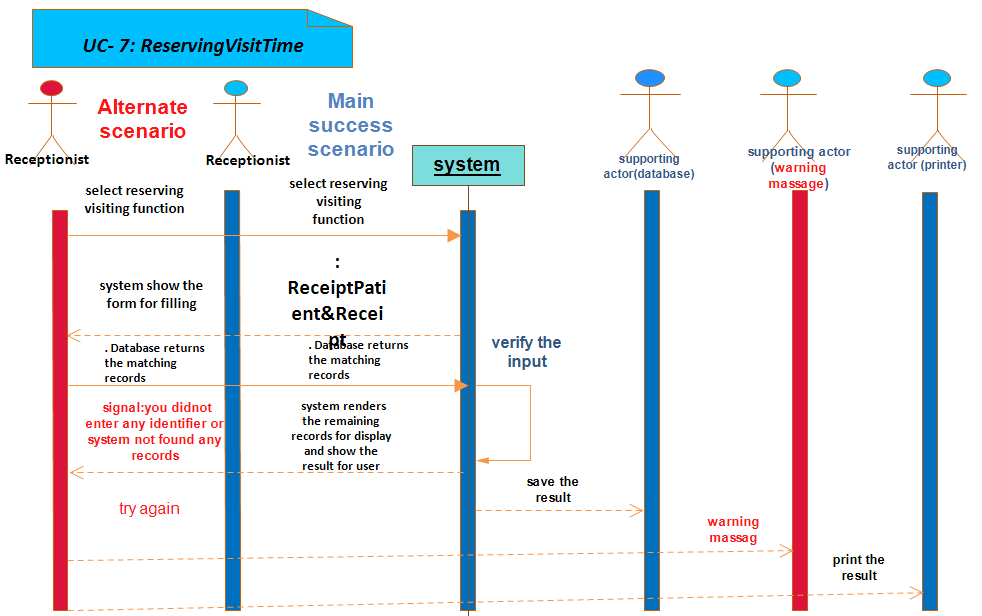 UC- 7: ReservingVisitTime
Alternate
scenario
Main
success
scenario
Receptionist
Receptionist
system
supporting
actor(database)
supporting actor
(warning
massage)
supporting
actor (printer)
select reserving
visiting function
select reserving
visiting
function
system show the
form for filling
:
ReceiptPati
ent&Recei
pt
. Database returns
the matching
records
. Database returns
the matching
records
verify the
input
signal:you didnot
enter any identifier or
system not found any
records
system renders
the remaining
records for display
and show the
result for user
try again
save the
result
warning
massag
print the
result